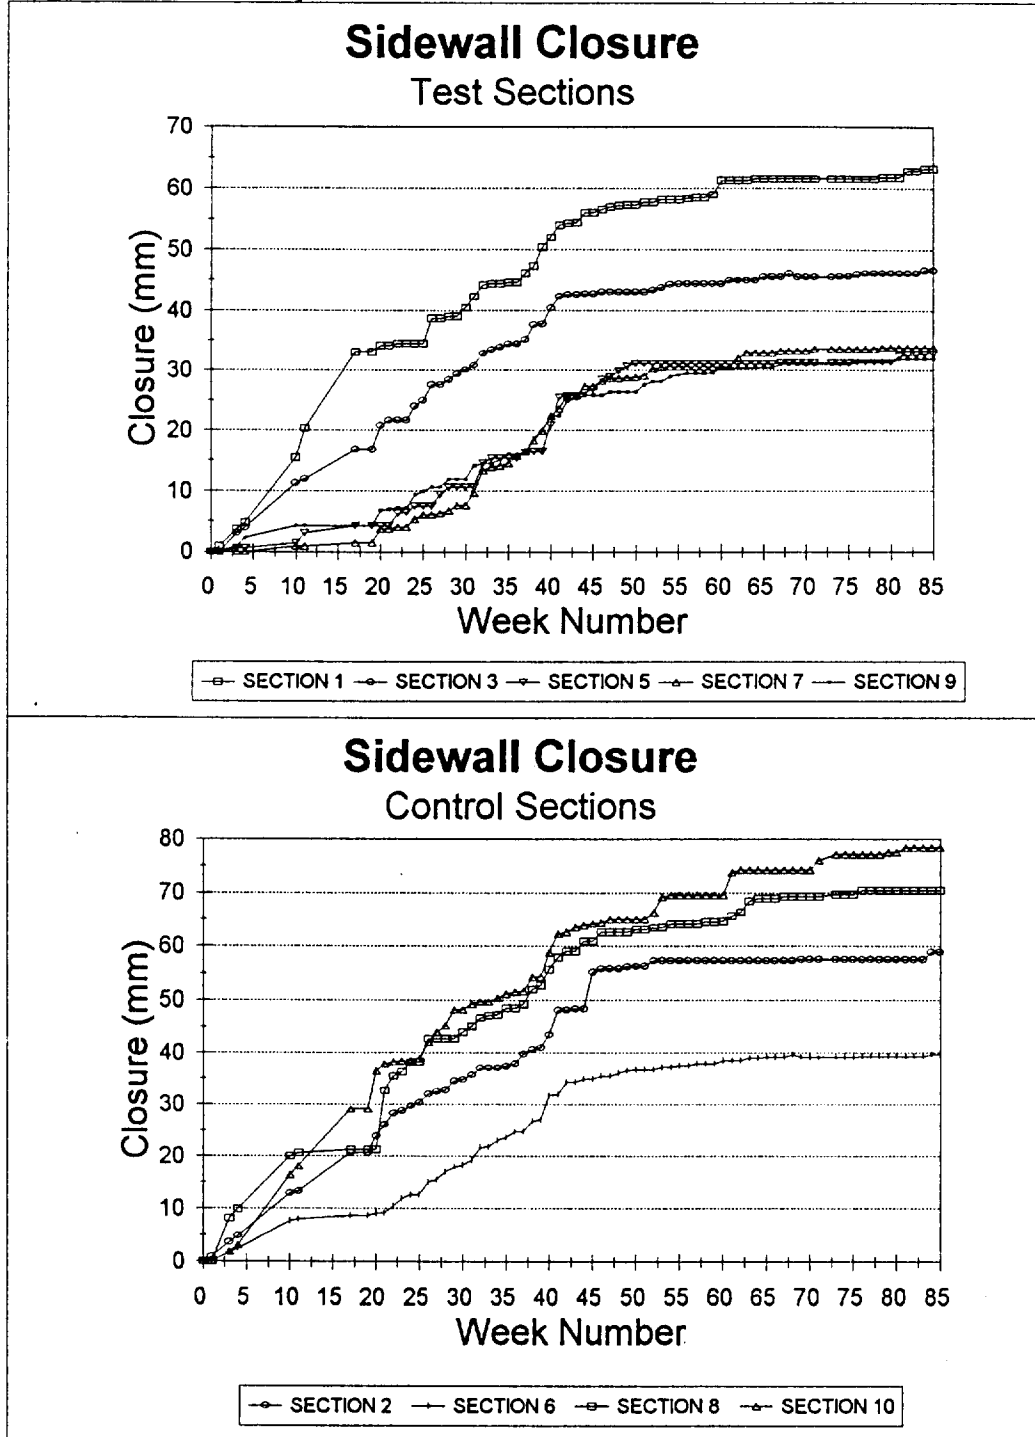 Sidewall Closure
Test Sections
70
60
50
40
30
20
10
0
Closure (mm)
0 5 10 15 20 25 30 35 40 45 50 55 60 65 70 75 80 85
Week Number
SECTION 1 SECTION 3 SECTION 5 SECTION 7 SECTION 9
Sidewall Closure
Control Sections
80
70
60
50
40
30
20
10
0
Closure (mm)
0 5 10 15 20 25 30 35 40 45 50 55 60 65 70 75 80 85
Week Number
SECTION 2 SECTION 6 SECTION 8 SECTION 10